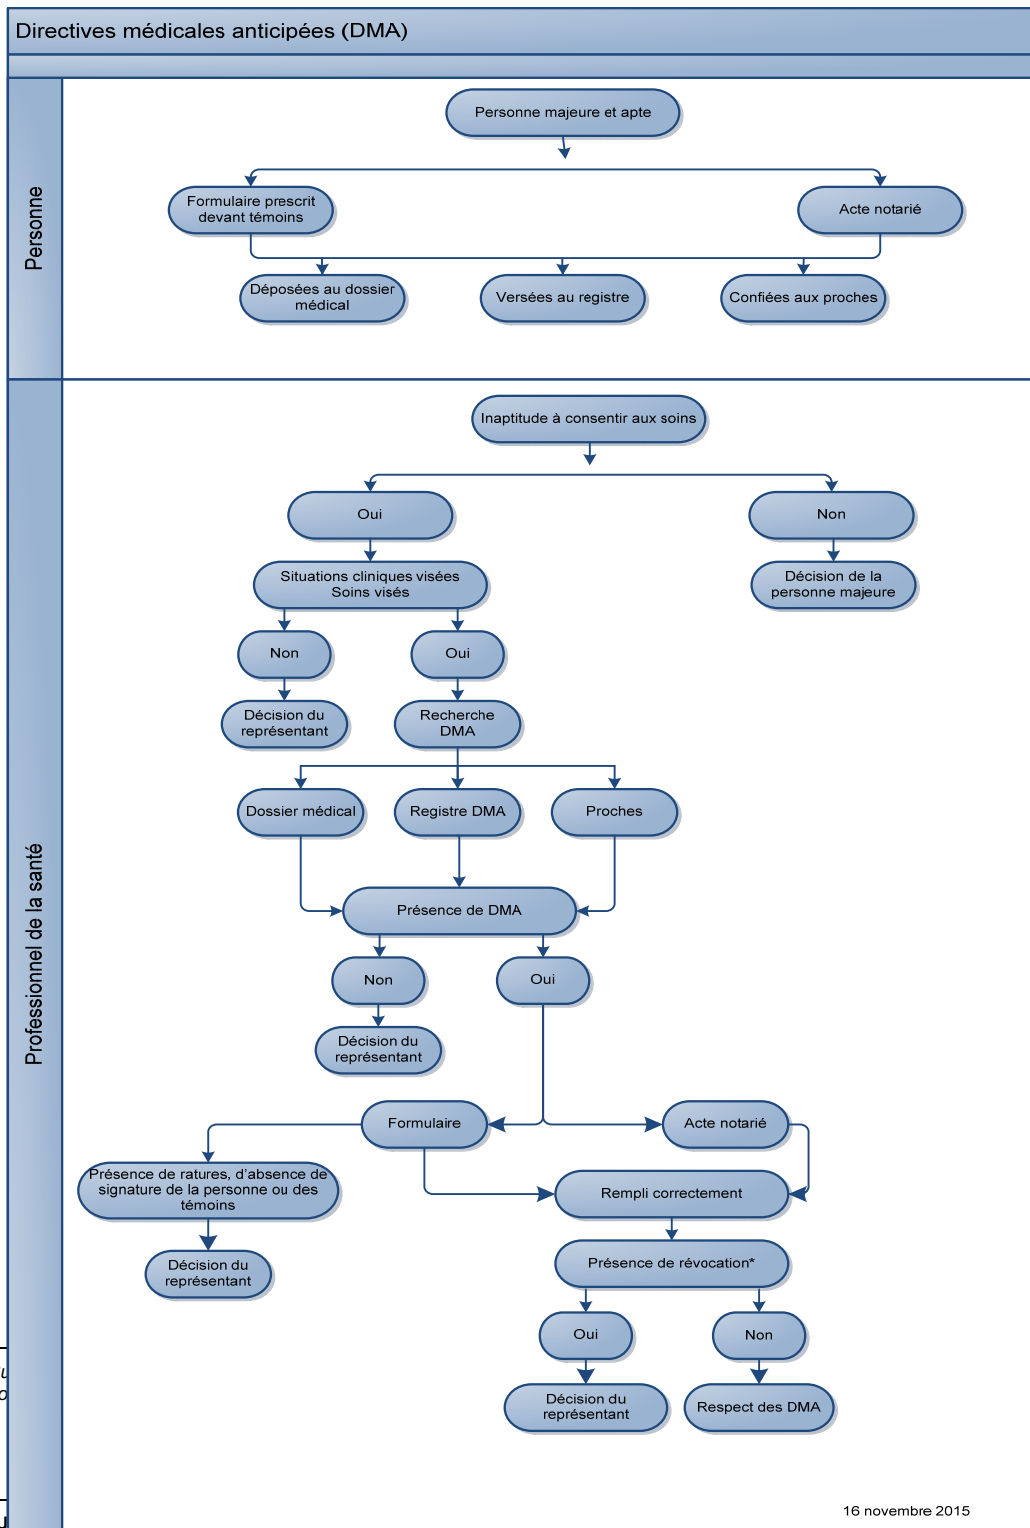 Directives médicales anticipées (DMA)
Personne
Personne majeure et apte
Formulaire prescrit
devant témoins
Acte notarié
Déposées au dossier
médical
Versées au registre
Confiées aux proches
Professionnel de la santé
Inaptitude à consentir aux soins
Oui
Non
Situations cliniques visées
Soins visés
Décision de la
personne majeure
Non
Oui
Décision du
représentant
Recherche
DMA
Dossier médical
Registre DMA
Proches
Présence de DMA
Non
Oui
Décision du
représentant
Formulaire
Acte notarié
Présence de ratures, d'absence de
signature de la personne ou des
témoins
Rempli correctement
Décision du
représentant
Présence de révocation*
Oui
Non
Décision du
représentant
Respect des DMA
16 novembre 2015